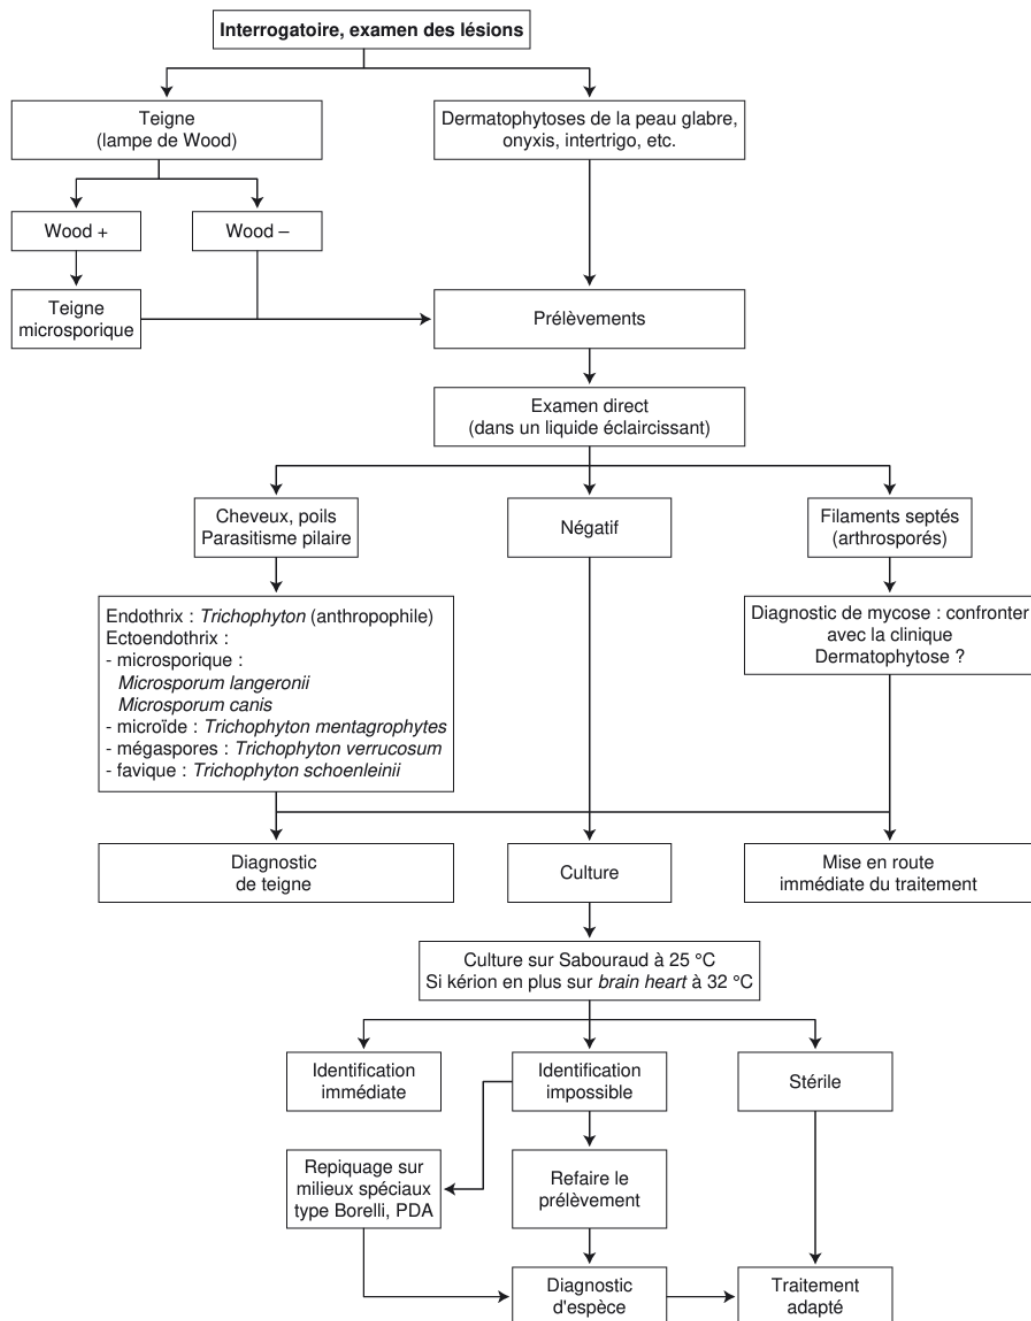 Interrogatoire, examen des lésions
Teigne
(lampe de Wood)
Dermatophytoses de la peau glabre,
onyxis, intertrigo, etc.
Wood +
Wood –
Teigne
microsporique
Prélèvements
Examen direct
(dans un liquide éclaircissant)
Cheveux, poils
Parasitisme pilaire
Négatif
Filaments septés
(arthrosporés)
Endothrix : Trichophyton (anthropophile)
Ectoendothrix :
- microsporique :
Microsporum langeronii
Microsporum canis
- microïde : Trichophyton mentagrophytes
- mégaspores : Trichophyton verrucosum
- favique : Trichophyton schoenleinii
Diagnostic de mycose : confronter
avec la clinique
Dermatophytose ?
Diagnostic
de teigne
Culture
Mise en route
immédiate du traitement
Culture sur Sabouraud à 25 °C
Si kérion en plus sur brain heart à 32 °C
Identification
immédiate
Identification
impossible
Stérile
Repiquage sur
milieux spéciaux
type Borelli, PDA
Refaire le
prélèvement
Diagnostic
d'espèce
Traitement
adapté